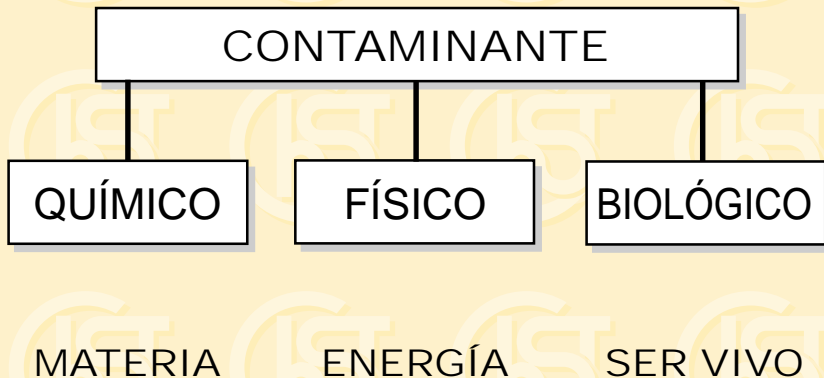 CONTAMINANTE
QUÍMICO FÍSICO BIOLÓGICO
MATERIA ENERGÍA SER VIVO